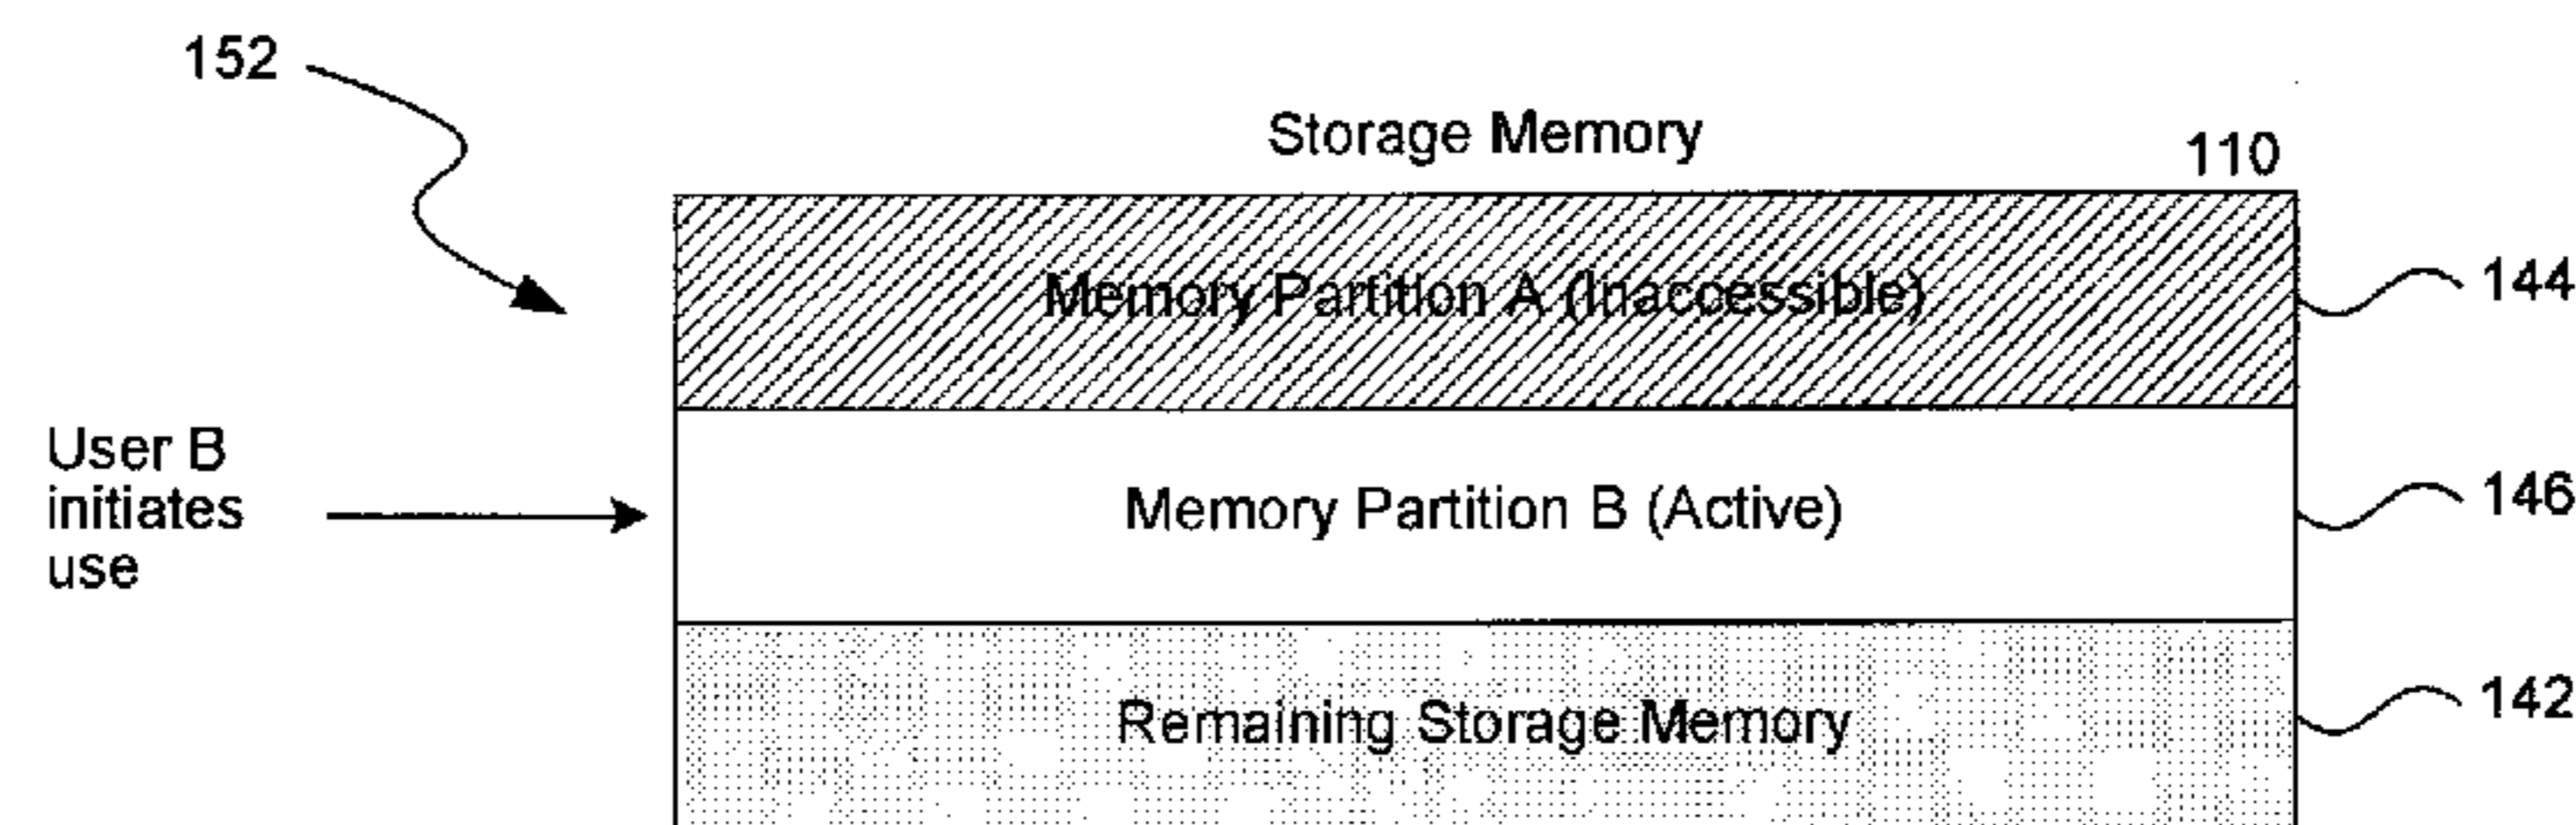 152
Storage Memory
110
Memory Partition A (Inaccessible)
144
User B
initiates
use
Memory Partition B (Active)
146
Remaining Storage Memory
142